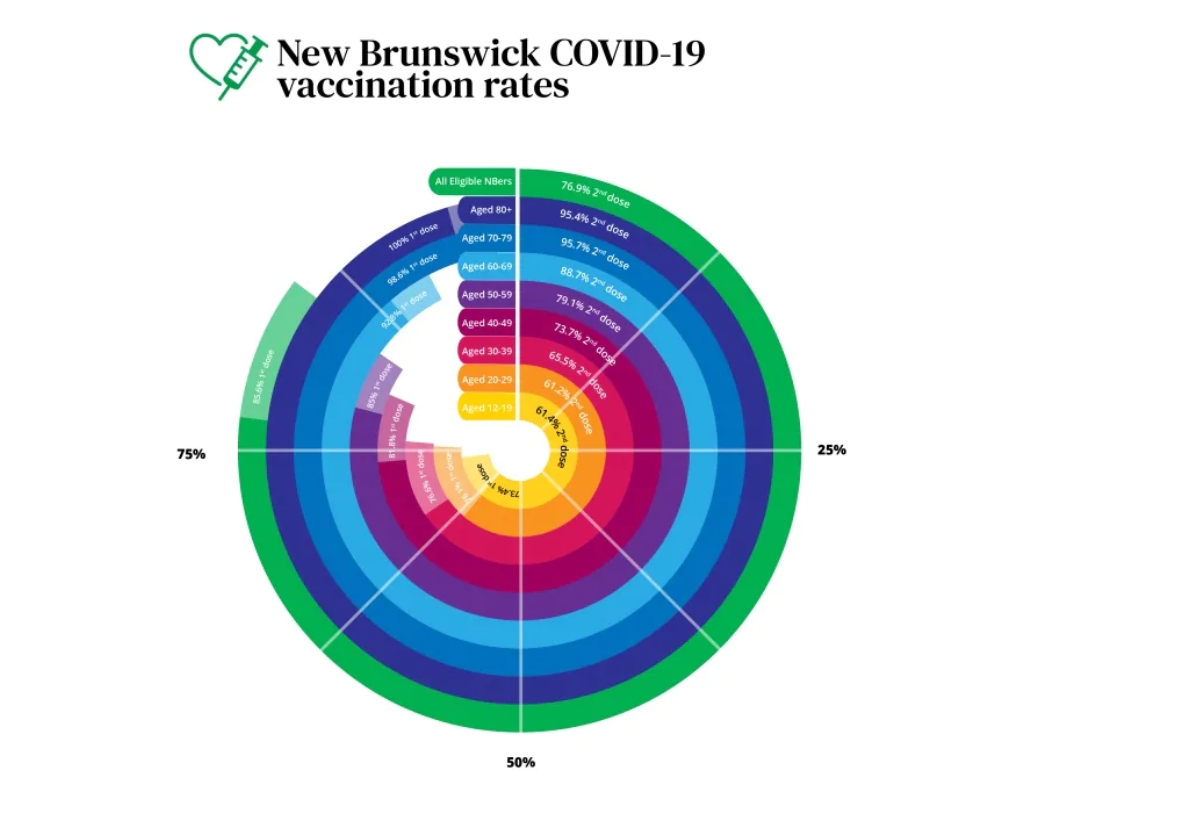 New Brunswick COVID-19
vaccination rates
All Eligible NBers
76.9% 2nd dose
Aged 80+
95.4% 2nd dose
Aged 70-79
95.7% 2nd dose
Aged 60-69
88.7% 2nd dose
Aged 50-59
79.1% 2nd dose
Aged 40-49
73.7% 2nd dose
Aged 30-39
65.5% 2nd dose
Aged 20-29
61.2% 2nd dose
Aged 12-19
61.4% 2nd dose
100% 1st dose
98.6% 1st dose
1st dose
85.6% 1st dose
85% 1st dose
81.8% 1st dose
76.6% 1st dose
1st dose
73.4% 1st dose
75%
25%
50%